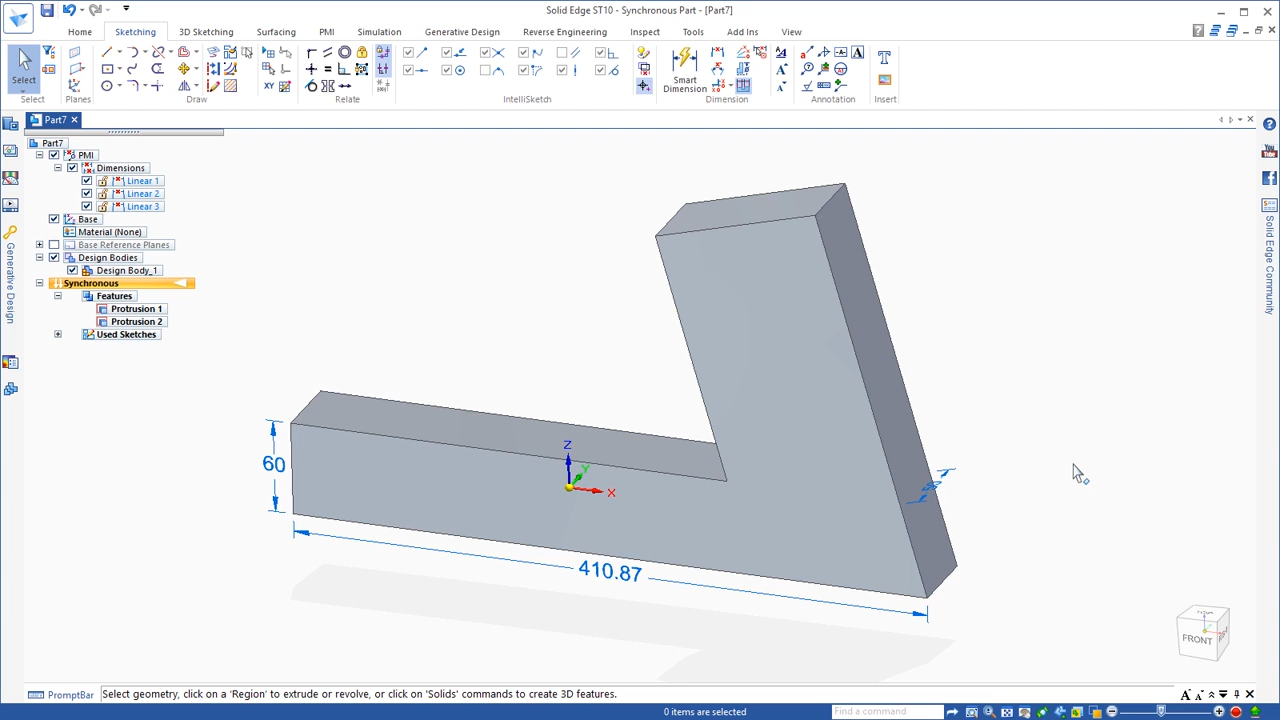 Solid Edge ST10 - Synchronous Part - [Part7]
Home Sketching 3D Sketching Surfacing PMI Simulation Generative Design Reverse Engineering Inspect Tools Add Ins View
Select
Smart
Dimension
Select Planes Draw Relate IntelliSketch Dimension Annotation Insert
Part7
Part7
PMI
Dimensions
Linear 1
Linear 2
Linear 3
Base
Material (None)
Base Reference Planes
Design Bodies
Design Body_1
Synchronous
Features
Protrusion 1
Protrusion 2
Used Sketches
Generative Design
You
Tube
Solid Edge Community
60
410.87
Z
Y
X
FRONT
PromptBar
Select geometry, click on a 'Region' to extrude or revolve, or click on 'Solids' commands to create 3D features.
0 items are selected
Find a command